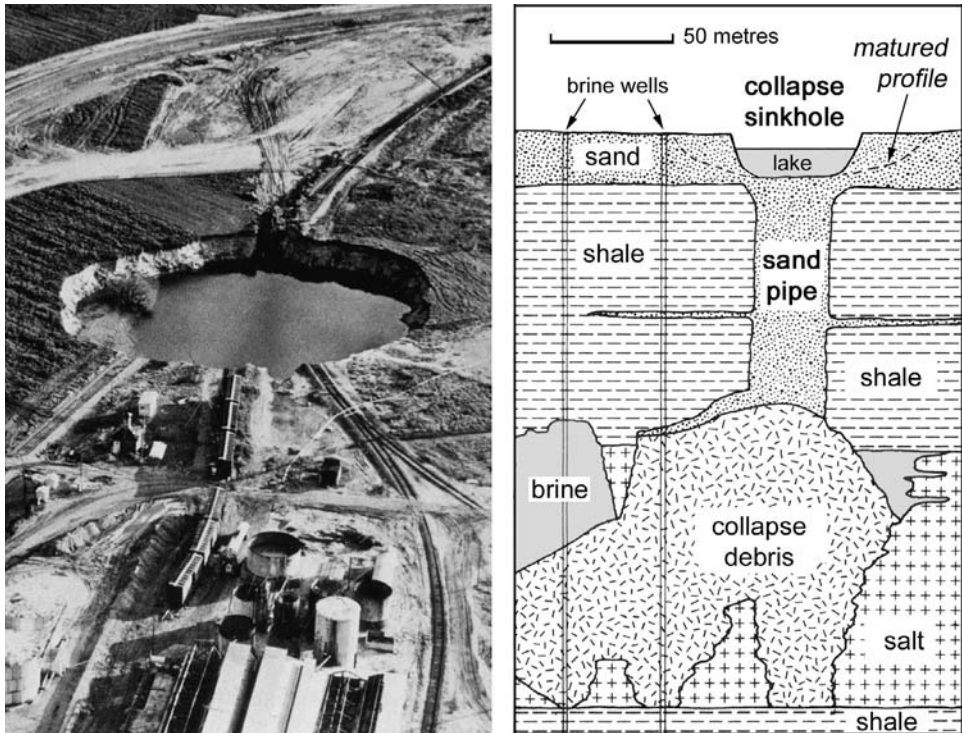 50 metres
matured
profile
brine wells
collapse
sinkhole
sand
lake
shale
sand
pipe
shale
brine
collapse
debris
salt
shale